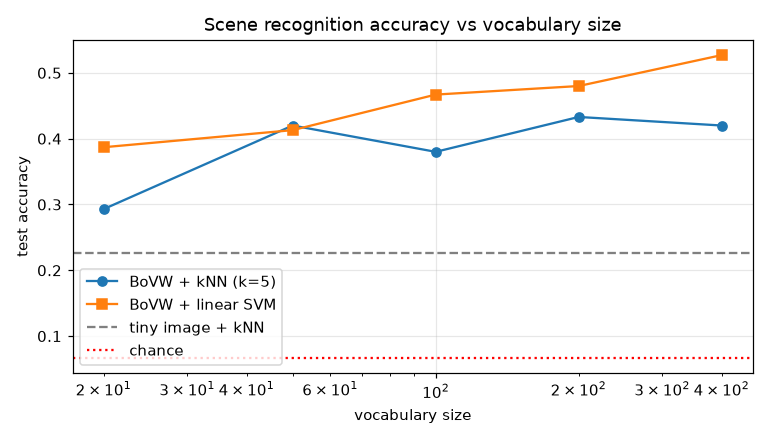 Scene recognition accuracy vs vocabulary size
test accuracy
0.5
0.4
0.3
0.2
0.1
BoVW + kNN (k=5)
BoVW + linear SVM
tiny image + kNN
chance
2 × 10¹ 3 × 10¹ 4 × 10¹ 6 × 10¹ 10² 2 × 10² 3 × 10² 4 × 10²
vocabulary size